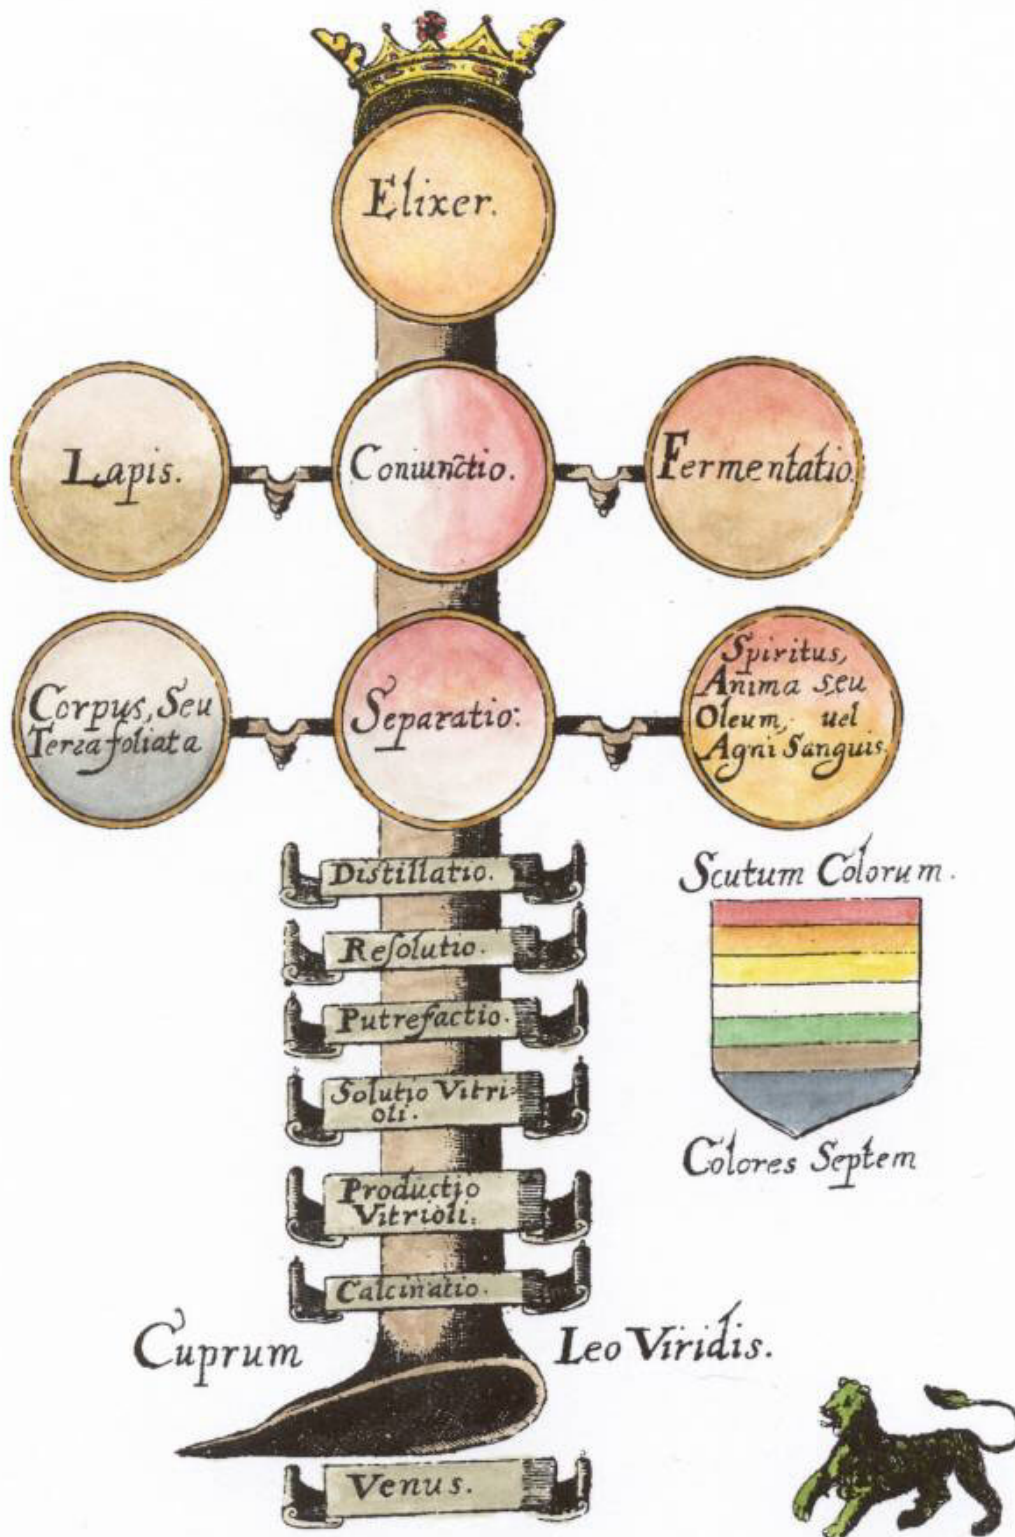 Elixer.
Lapis.
Coniunctio.
Fermentatio.
Corpus, Seu
Terra foliata
Separatio:
Spiritus,
Anima seu
Oleum, uel
Agni Sanguis.
Distillatio.
Resolutio.
Putrefactio.
Solutio Vitri-
oli.
Productio
Vitrioli.
Calcinatio.
Scutum Colorum.
Colores Septem
Cuprum
Leo Viridis.
Venus.